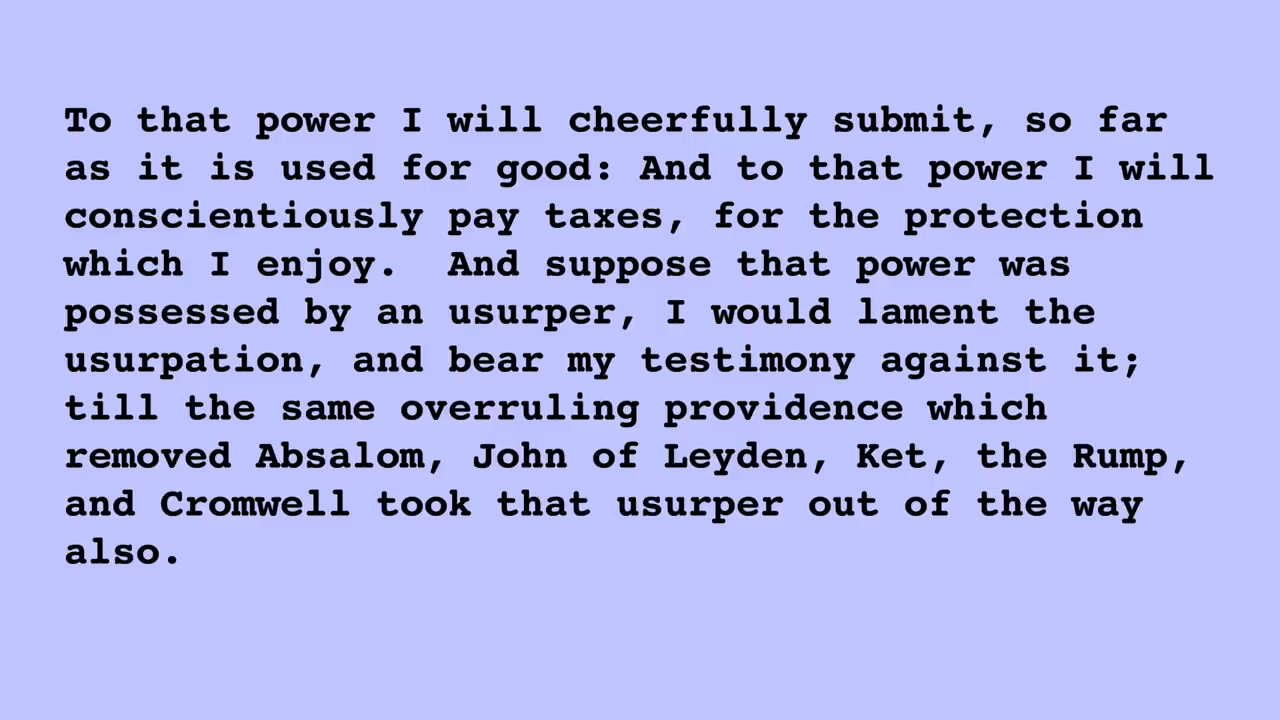 To that power I will cheerfully submit, so far
as it is used for good: And to that power I will
conscientiously pay taxes, for the protection
which I enjoy.  And suppose that power was
possessed by an usurper, I would lament the
usurpation, and bear my testimony against it;
till the same overruling providence which
removed Absalom, John of Leyden, Ket, the Rump,
and Cromwell took that usurper out of the way
also.